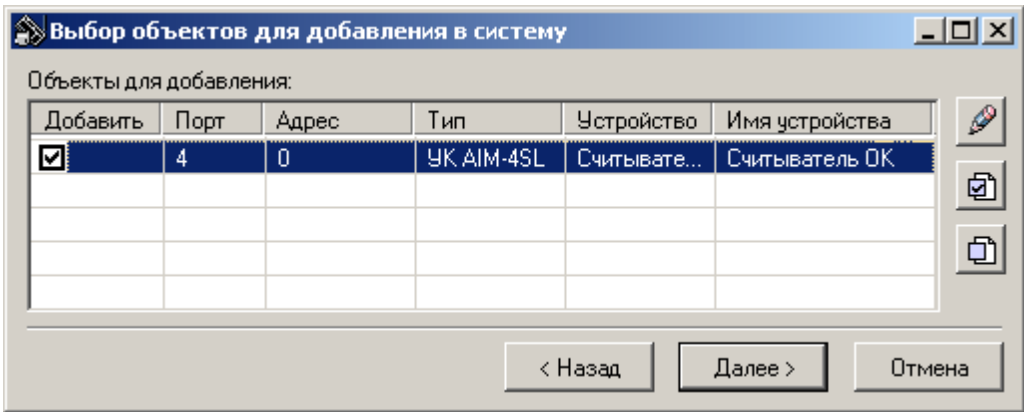 Выбор объектов для добавления в систему
Объекты для добавления:
Добавить Порт Адрес Тип Устройство Имя устройства
4 0 УК AIM-4SL Считывате... Считыватель ОК
< Назад Далее > Отмена